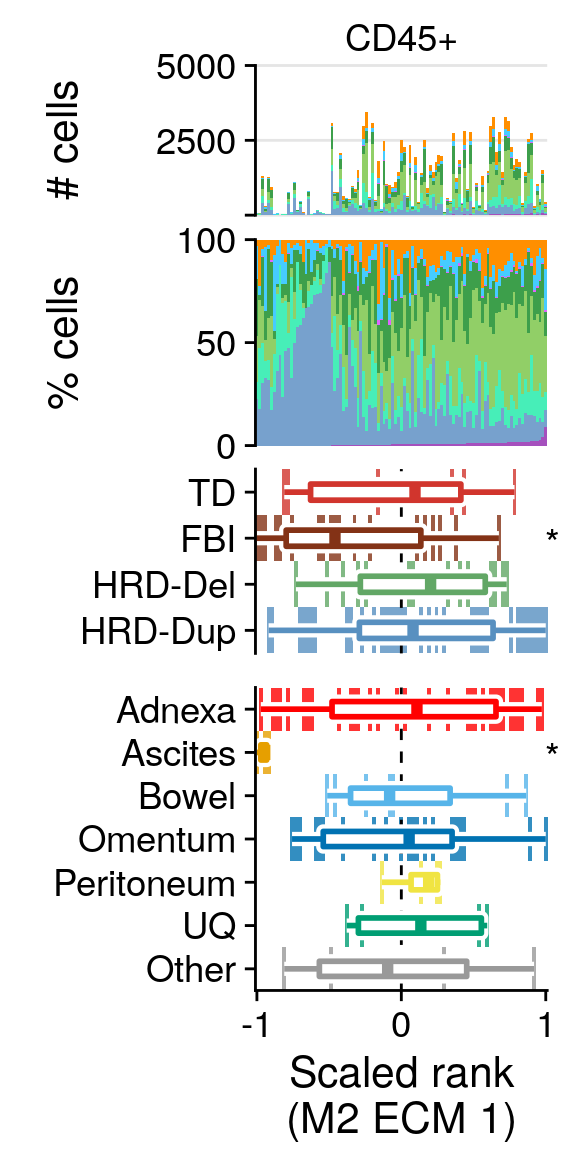 CD45+
5000
2500
# cells
100
50
0
% cells
TD
FBI *
HRD-Del
HRD-Dup
Adnexa
Ascites *
Bowel
Omentum
Peritoneum
UQ
Other
-1 0 1
Scaled rank
(M2 ECM 1)